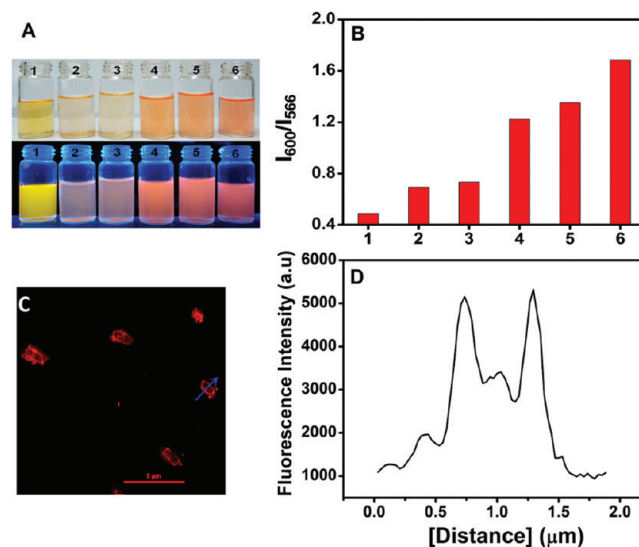 A
1 2 3 4 5 6
1 2 3 4 5 6
B
I600/I566
2.0
1.6
1.2
0.8
0.4
1 2 3 4 5 6
C
5 µm
D
Fluorescence Intensity (a.u)
6000
5000
4000
3000
2000
1000
0.0 0.5 1.0 1.5 2.0
[Distance] (µm)